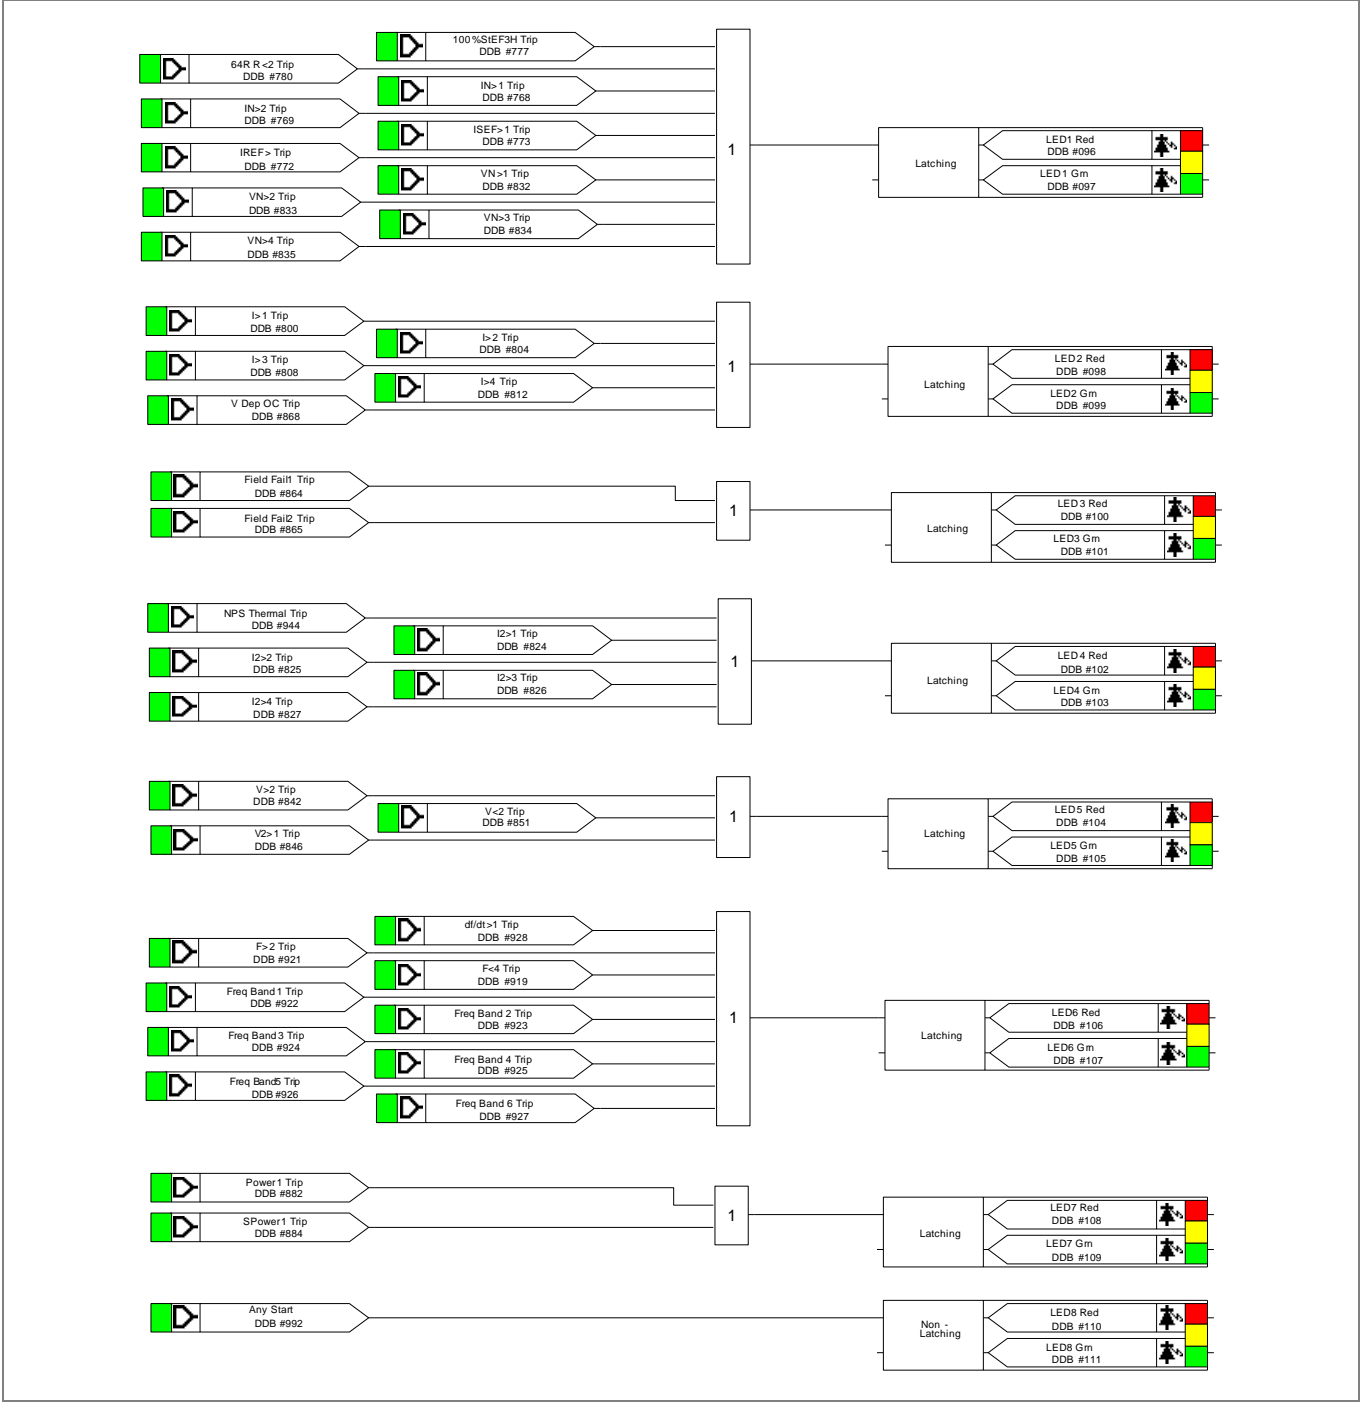 100%StEF3H Trip
DDB #777
64R R<2 Trip
DDB #780
IN>1 Trip
DDB #768
IN>2 Trip
DDB #769
ISEF>1 Trip
DDB #773
IREF> Trip
DDB #772
VN>1 Trip
DDB #832
VN>2 Trip
DDB #833
VN>3 Trip
DDB #834
VN>4 Trip
DDB #835
1
Latching
LED1 Red
DDB #096
LED1 Grn
DDB #097
I>1 Trip
DDB #800
I>2 Trip
DDB #804
I>3 Trip
DDB #808
I>4 Trip
DDB #812
V Dep OC Trip
DDB #868
1
Latching
LED2 Red
DDB #098
LED2 Grn
DDB #099
Field Fail1 Trip
DDB #864
Field Fail2 Trip
DDB #865
1
Latching
LED3 Red
DDB #100
LED3 Grn
DDB #101
NPS Thermal Trip
DDB #944
I2>1 Trip
DDB #824
I2>2 Trip
DDB #825
I2>3 Trip
DDB #826
I2>4 Trip
DDB #827
1
Latching
LED4 Red
DDB #102
LED4 Grn
DDB #103
V>2 Trip
DDB #842
V<2 Trip
DDB #851
V2>1 Trip
DDB #846
1
Latching
LED5 Red
DDB #104
LED5 Grn
DDB #105
df/dt>1 Trip
DDB #928
F>2 Trip
DDB #921
F<4 Trip
DDB #919
Freq Band 1 Trip
DDB #922
Freq Band 2 Trip
DDB #923
Freq Band 3 Trip
DDB #924
Freq Band 4 Trip
DDB #925
Freq Band5 Trip
DDB #926
Freq Band 6 Trip
DDB #927
1
Latching
LED6 Red
DDB #106
LED6 Grn
DDB #107
Power1 Trip
DDB #882
SPower1 Trip
DDB #884
1
Latching
LED7 Red
DDB #108
LED7 Grn
DDB #109
Any Start
DDB #992
Non -
Latching
LED8 Red
DDB #110
LED8 Grn
DDB #111